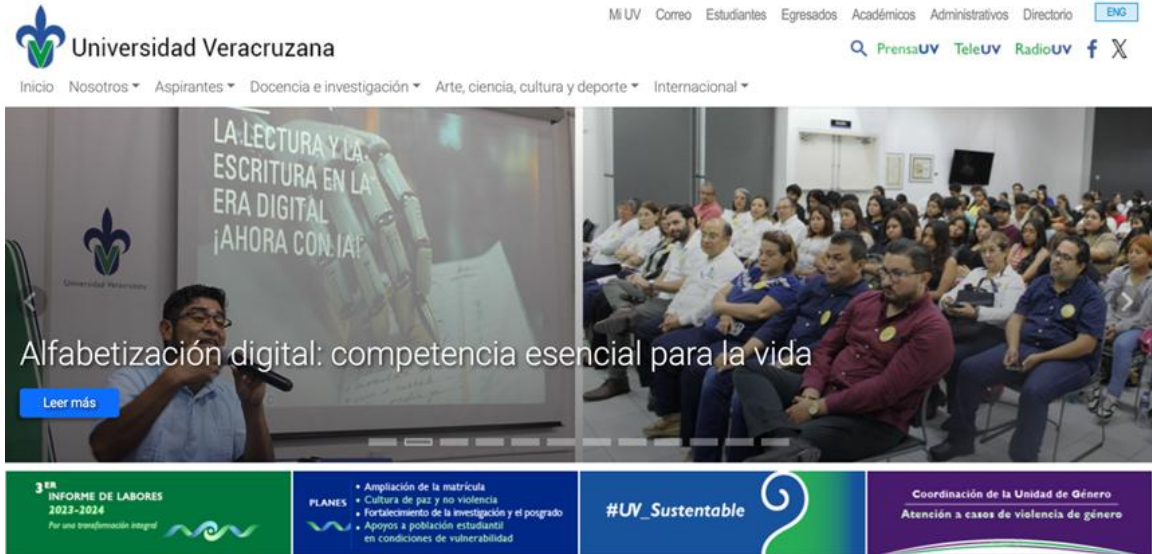 Mi UV Correo Estudiantes Egresados Académicos Administrativos Directorio ENG
Universidad Veracruzana
PrensaUV TeleUV RadioUV
Inicio Nosotros Aspirantes Docencia e investigación Arte, ciencia, cultura y deporte Internacional
LA LECTURA Y LA
ESCRITURA EN LA
ERA DIGITAL
¡AHORA CON IA!
Universidad Veracruzana
Alfabetización digital: competencia esencial para la vida
Leer más
3ER
INFORME DE LABORES
2023-2024
Por una transformación integral
PLANES
• Ampliación de la matrícula
• Cultura de paz y no violencia
• Fortalecimiento de la investigación y el posgrado
• Apoyos a población estudiantil
en condiciones de vulnerabilidad
#UV_Sustentable
Coordinación de la Unidad de Género
Atención a casos de violencia de género